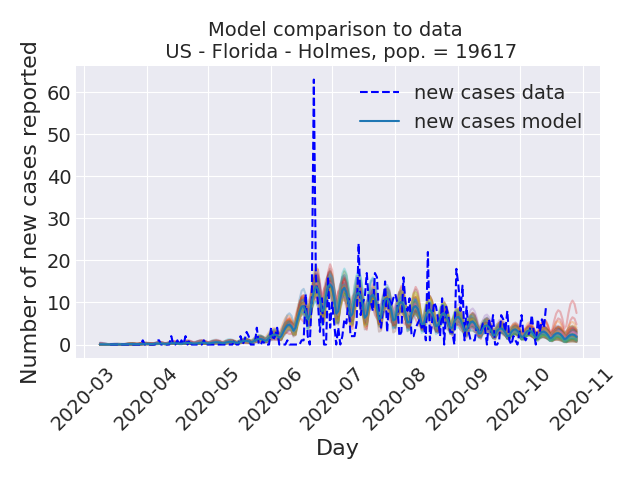 Model comparison to data
US - Florida - Holmes, pop. = 19617
Number of new cases reported
60
50
40
30
20
10
0
new cases data
new cases model
2020-03
2020-04
2020-05
2020-06
2020-07
2020-08
2020-09
2020-10
2020-11
Day